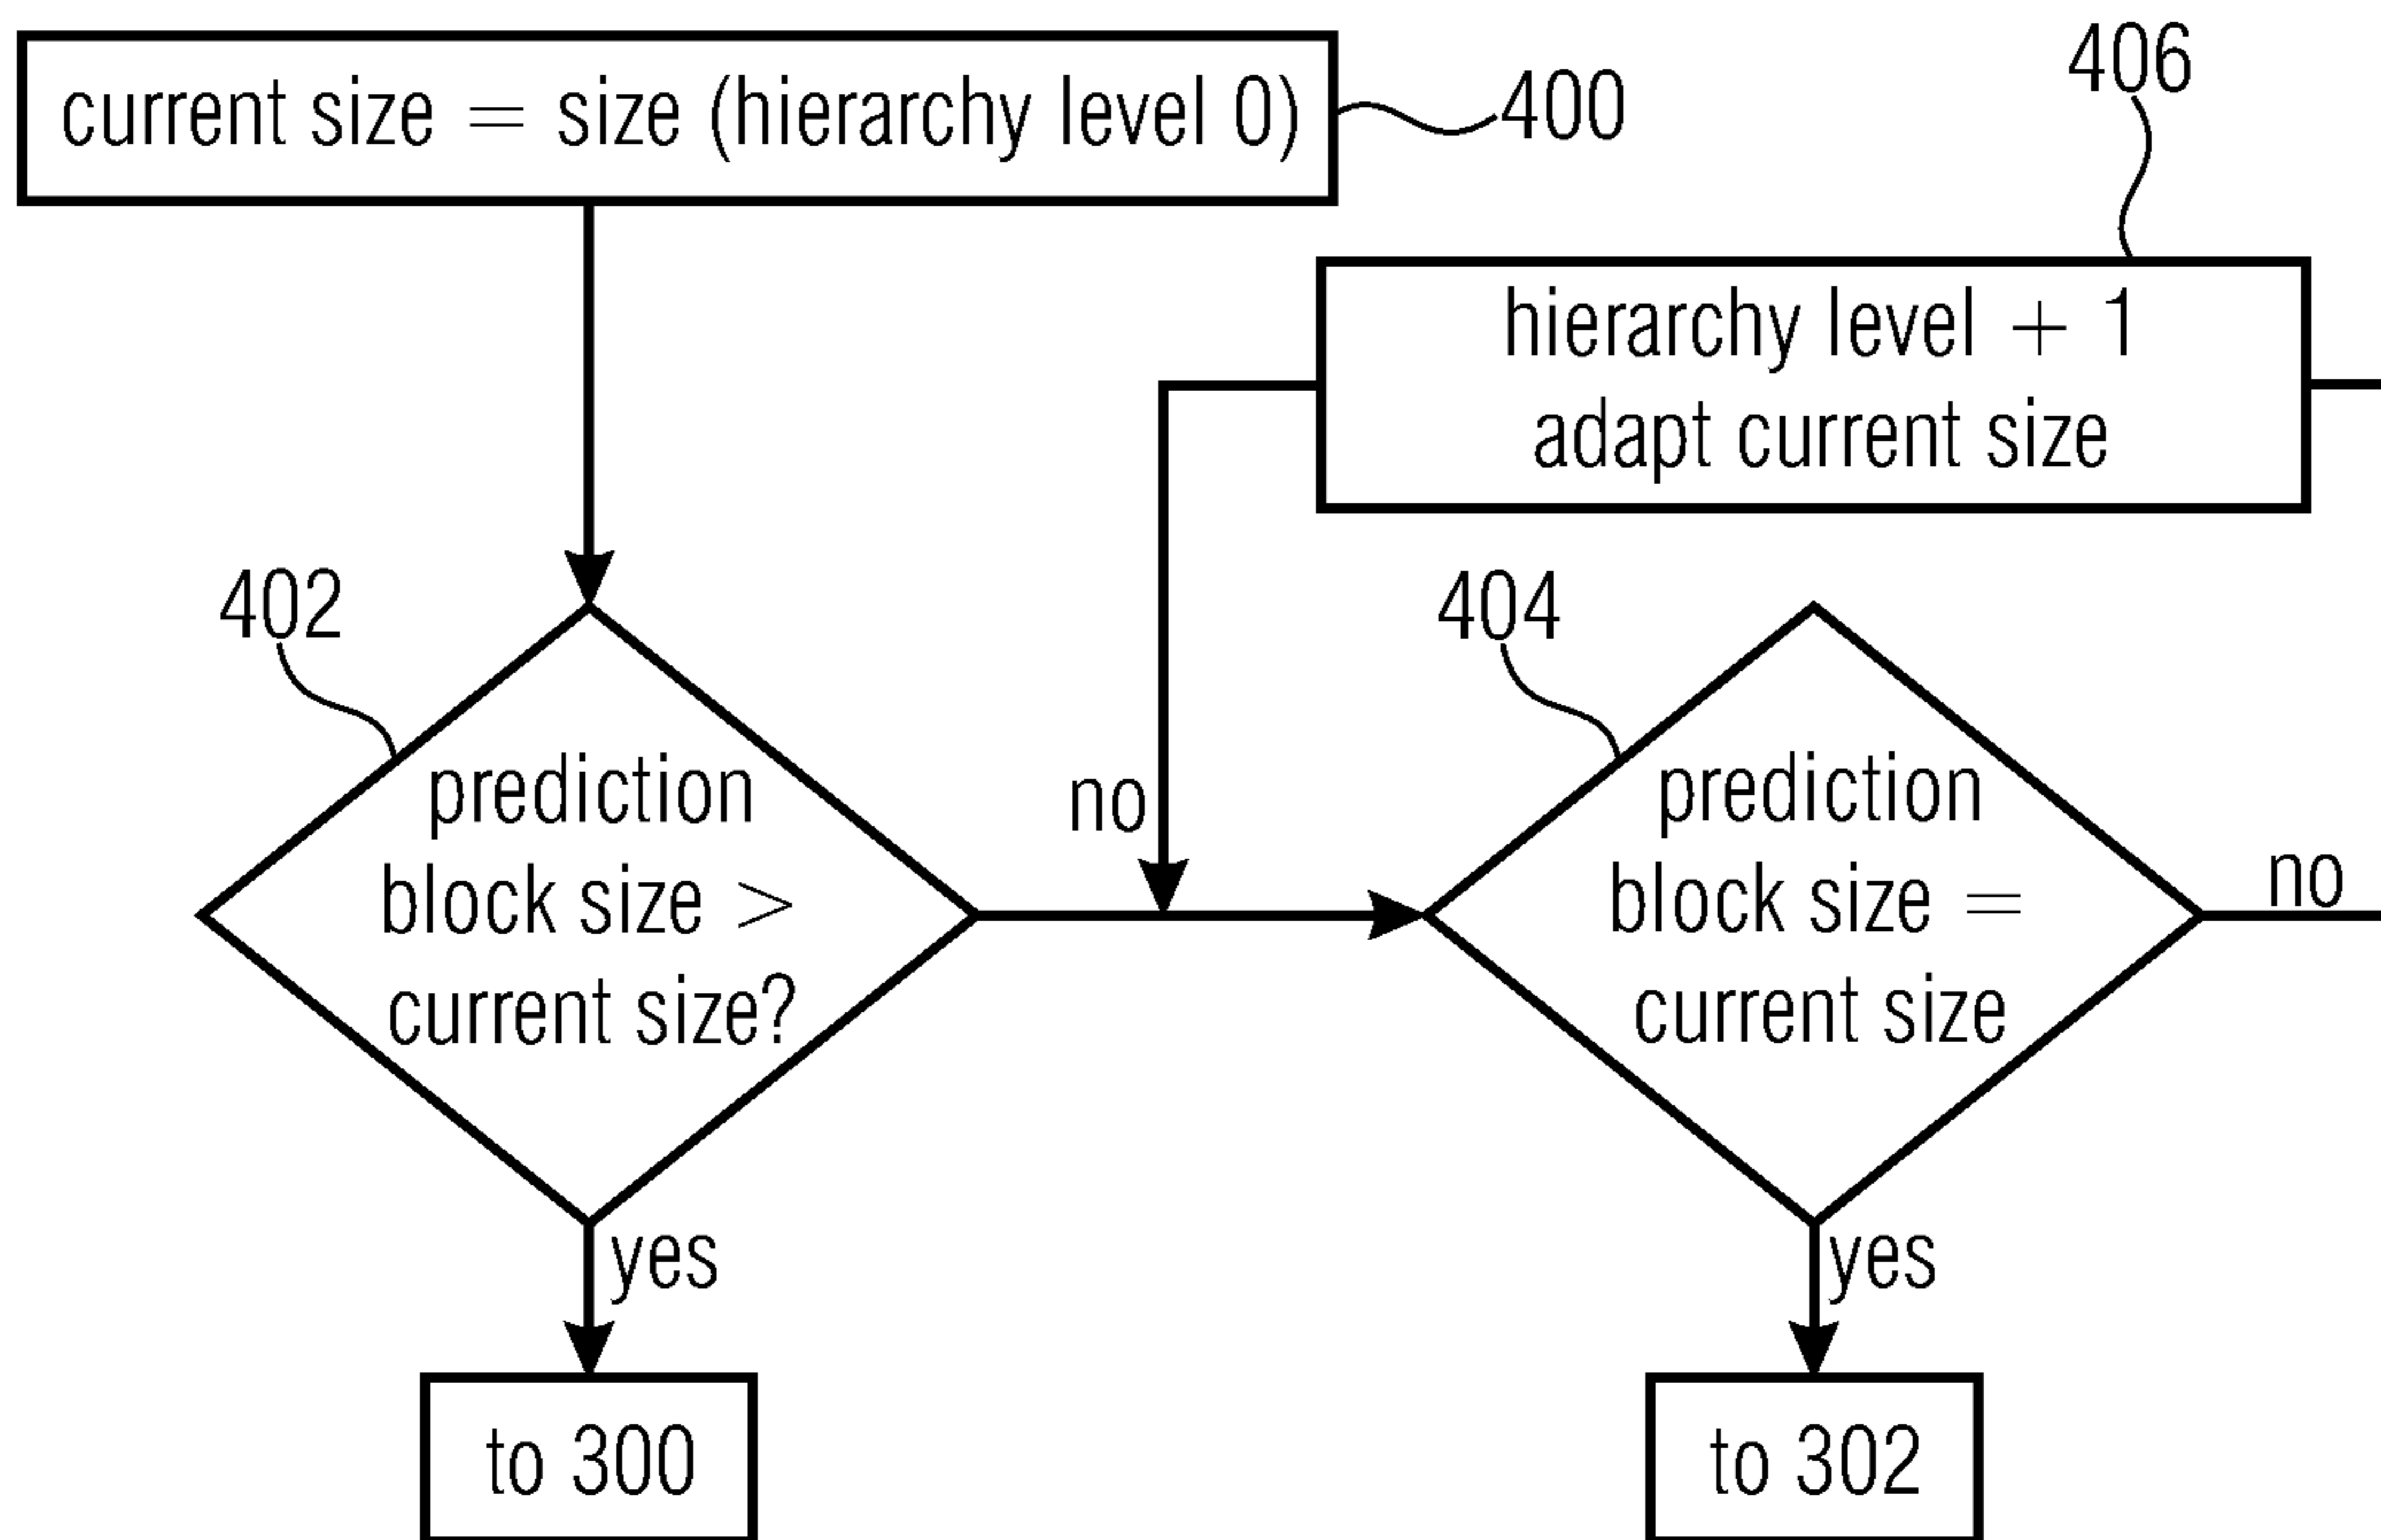 current size = size (hierarchy level 0)
400
406
hierarchy level + 1
adapt current size
402
prediction
block size >
current size?
no
404
prediction
block size =
current size
no
yes
yes
to 300
to 302